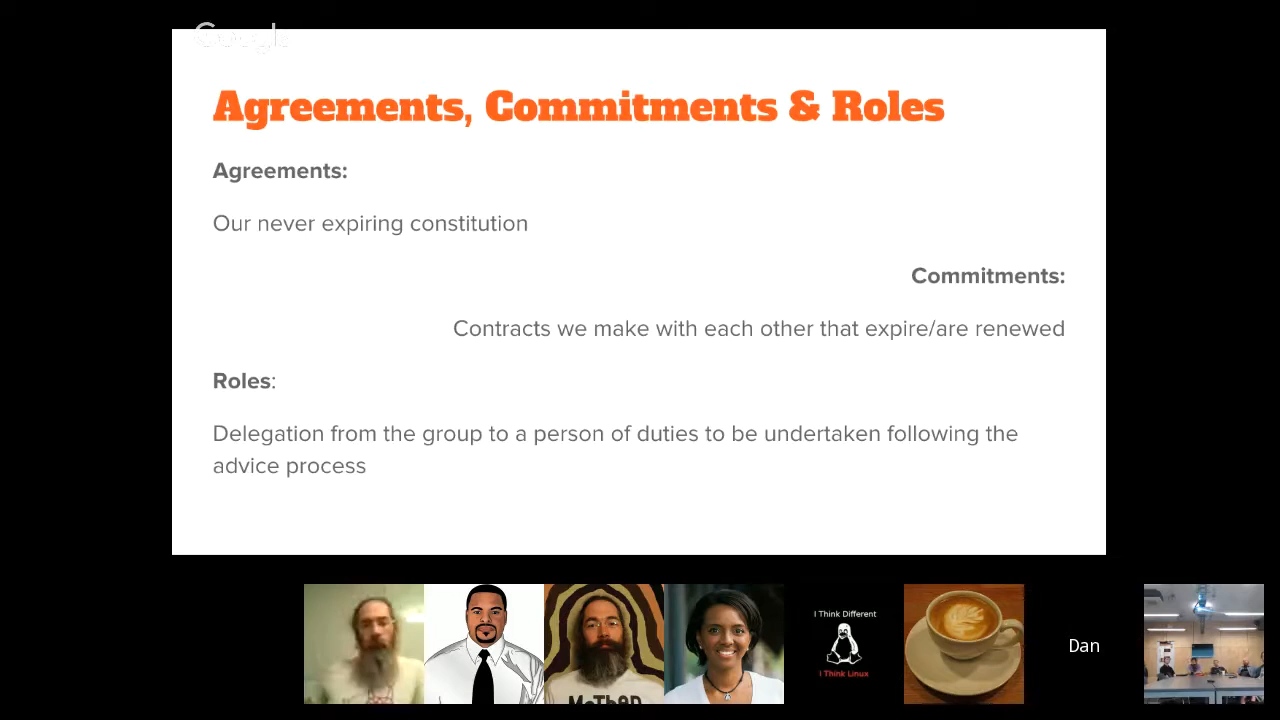 Google
Agreements, Commitments & Roles
Agreements:
Our never expiring constitution
Commitments:
Contracts we make with each other that expire/are renewed
Roles:
Delegation from the group to a person of duties to be undertaken following the
advice process
I Think Different
I Think Linux
Dan